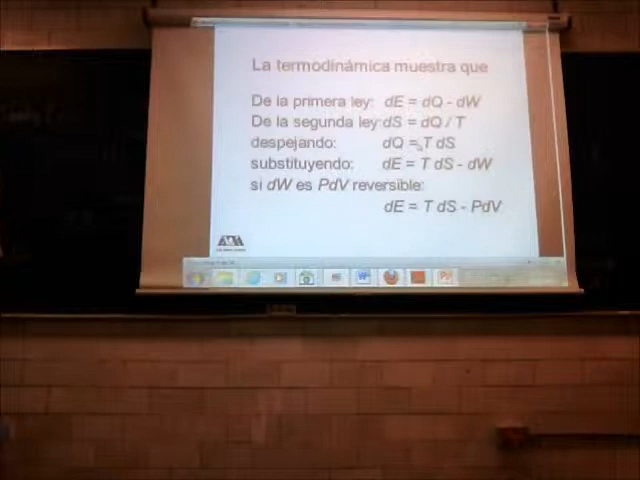 La termodinámica muestra que
De la primera ley: dE = dQ - dW
De la segunda ley:dS = dQ / T
despejando: dQ = T dS
substituyendo: dE = T dS - dW
si dW es PdV reversible:
dE = T dS - PdV